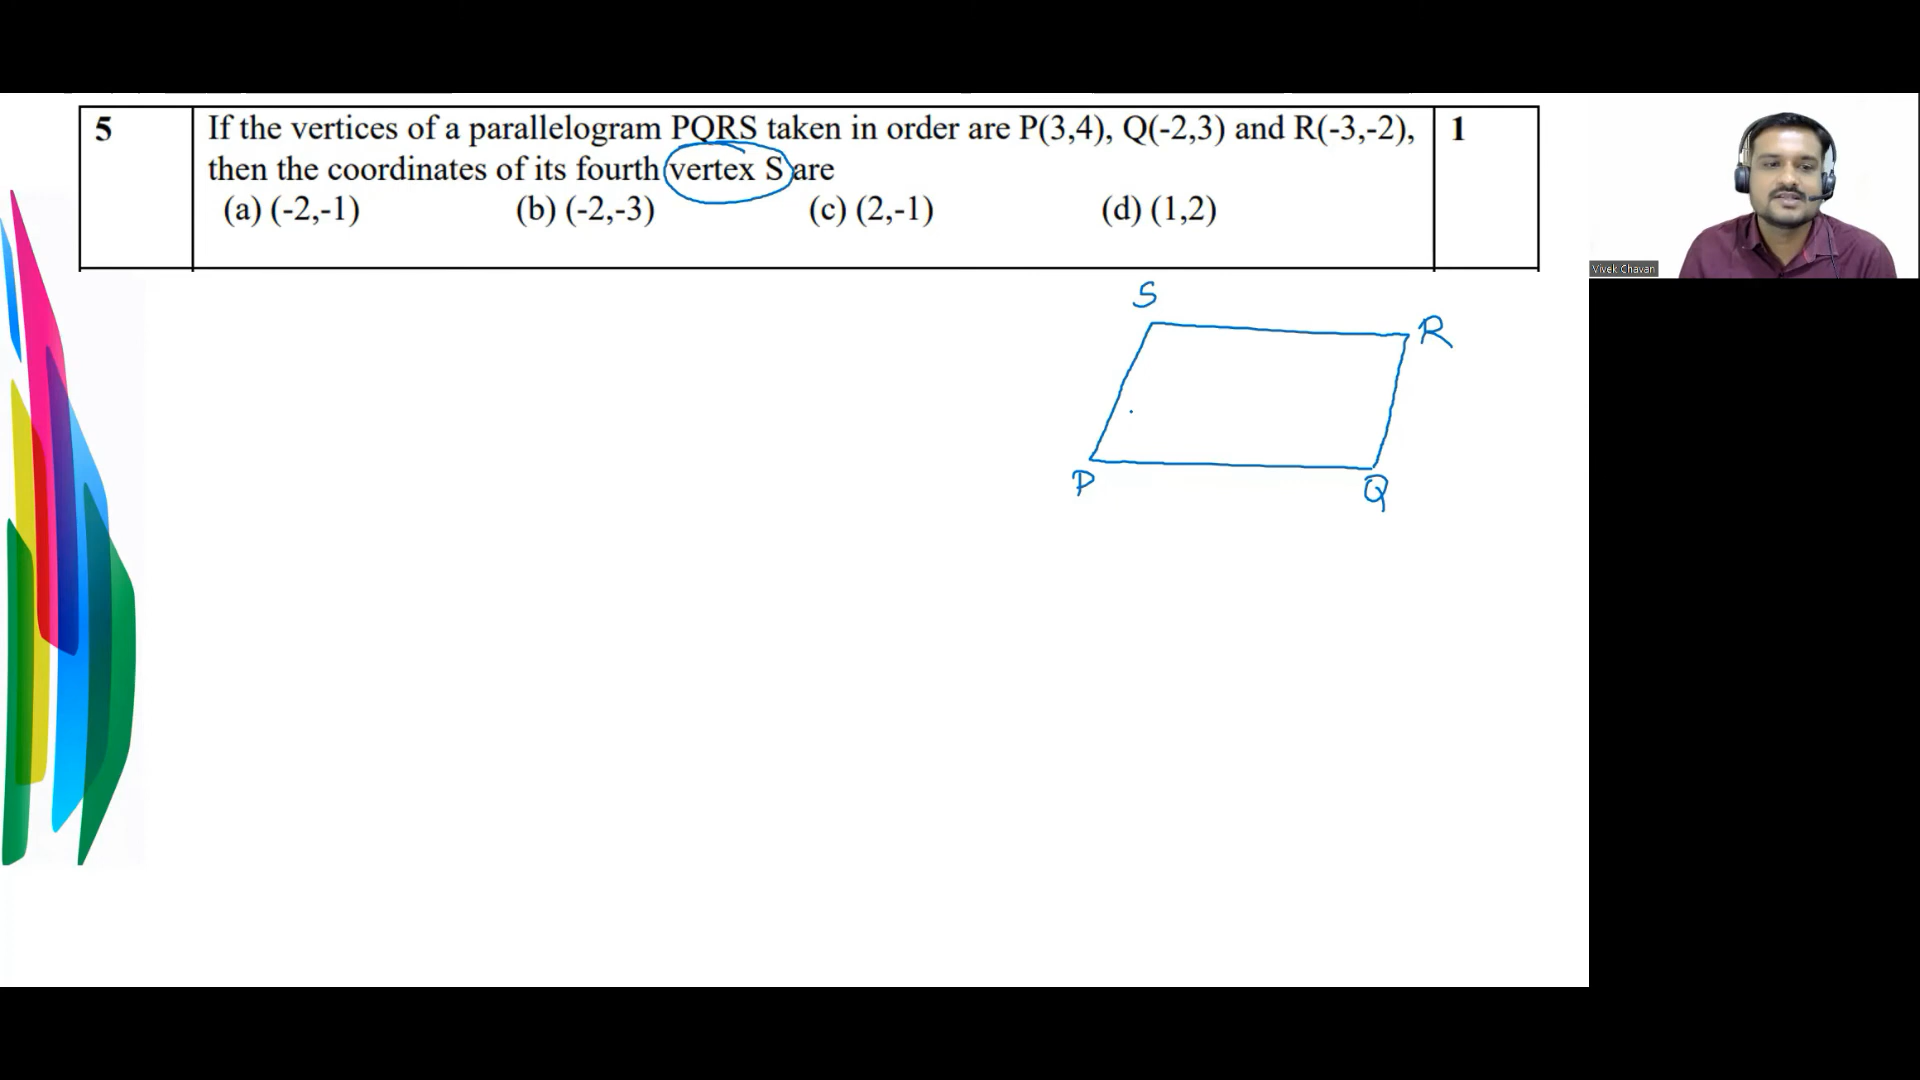 5 If the vertices of a parallelogram PQRS taken in order are P(3,4), Q(-2,3) and R(-3,-2), 1
then the coordinates of its fourth vertex S are
(a) (-2,-1) (b) (-2,-3) (c) (2,-1) (d) (1,2)
Vivek Chavan
S
R
P
Q